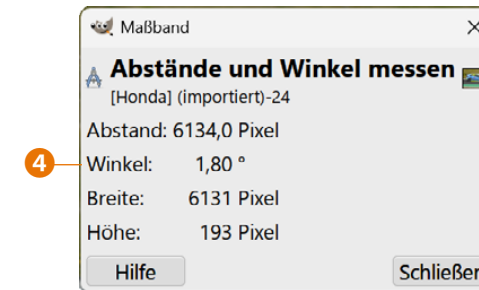 Maßband
Abstände und Winkel messen
[Honda] (importiert)-24
Abstand: 6134,0 Pixel
4
Winkel: 1,80 °
Breite: 6131 Pixel
Höhe: 193 Pixel
Hilfe Schließen